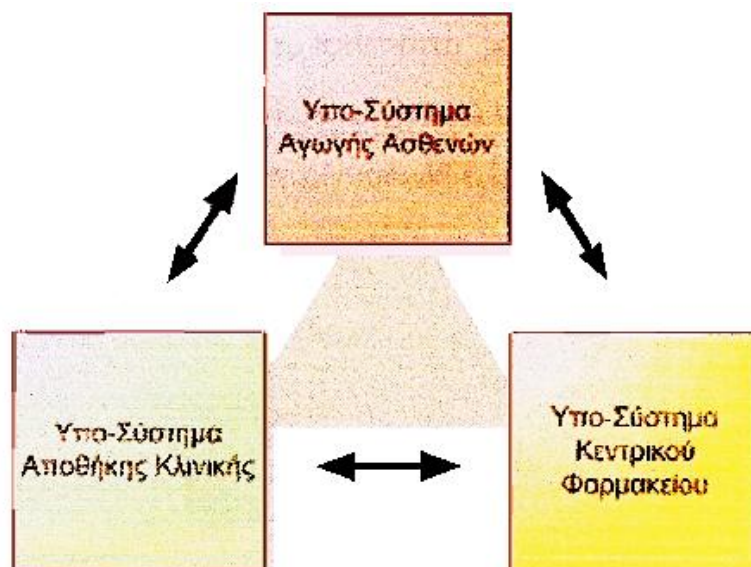 Υπο-Σύστημα
Αγωγής Ασθενών
Υπο-Σύστημα
Αποθήκης Κλινικής
Υπο-Σύστημα
Κεντρικού
Φαρμακείου